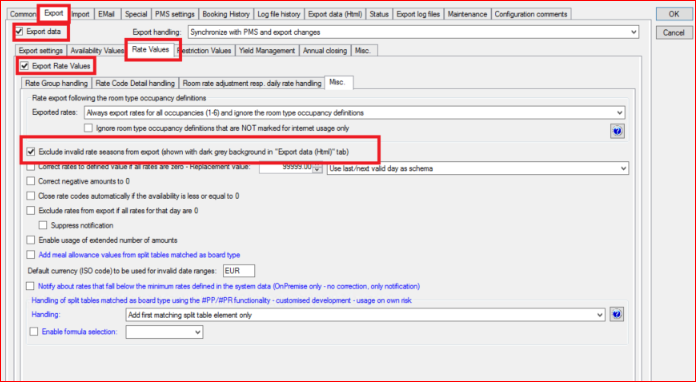 Common Export Import EMail Special PMS settings Booking History Log file history Export data (Html) Status Export log files Maintenance Configuration comments OK
Export data Export handling: Synchronize with PMS and export changes Cancel
Export settings Availability Values Rate Values Restriction Values Yield Management Annual closing Misc.
Export Rate Values
Rate Group handling Rate Code Detail handling Room rate adjustment resp. daily rate handling Misc.
Rate export following the room type occupancy definitions
Exported rates: Always export rates for all occupancies (1-6) and ignore the room type occupancy definitions
Ignore room type occupancy definitions that are NOT marked for internet usage only
Exclude invalid rate seasons from export (shown with dark grey background in "Export data (Html)" tab)
Correct rates to defined value if all rates are zero - Replacement value: 99999.00 Use last/next valid day as schema
Correct negative amounts to 0
Close rate codes automatically if the availability is less or equal to 0
Exclude rates from export if all rates for that day are 0
Suppress notification
Enable usage of extended number of amounts
Add meal allowance values from split tables matched as board type
Default currency (ISO code) to be used for invalid date ranges: EUR
Notify about rates that fall below the minimum rates defined in the system data (OnPremise only - no correction, only notification)
Handling of split tables matched as board type using the #PP/#PR functionality - customised development - usage on own risk
Handling: Add first matching split table element only
Enable formula selection: